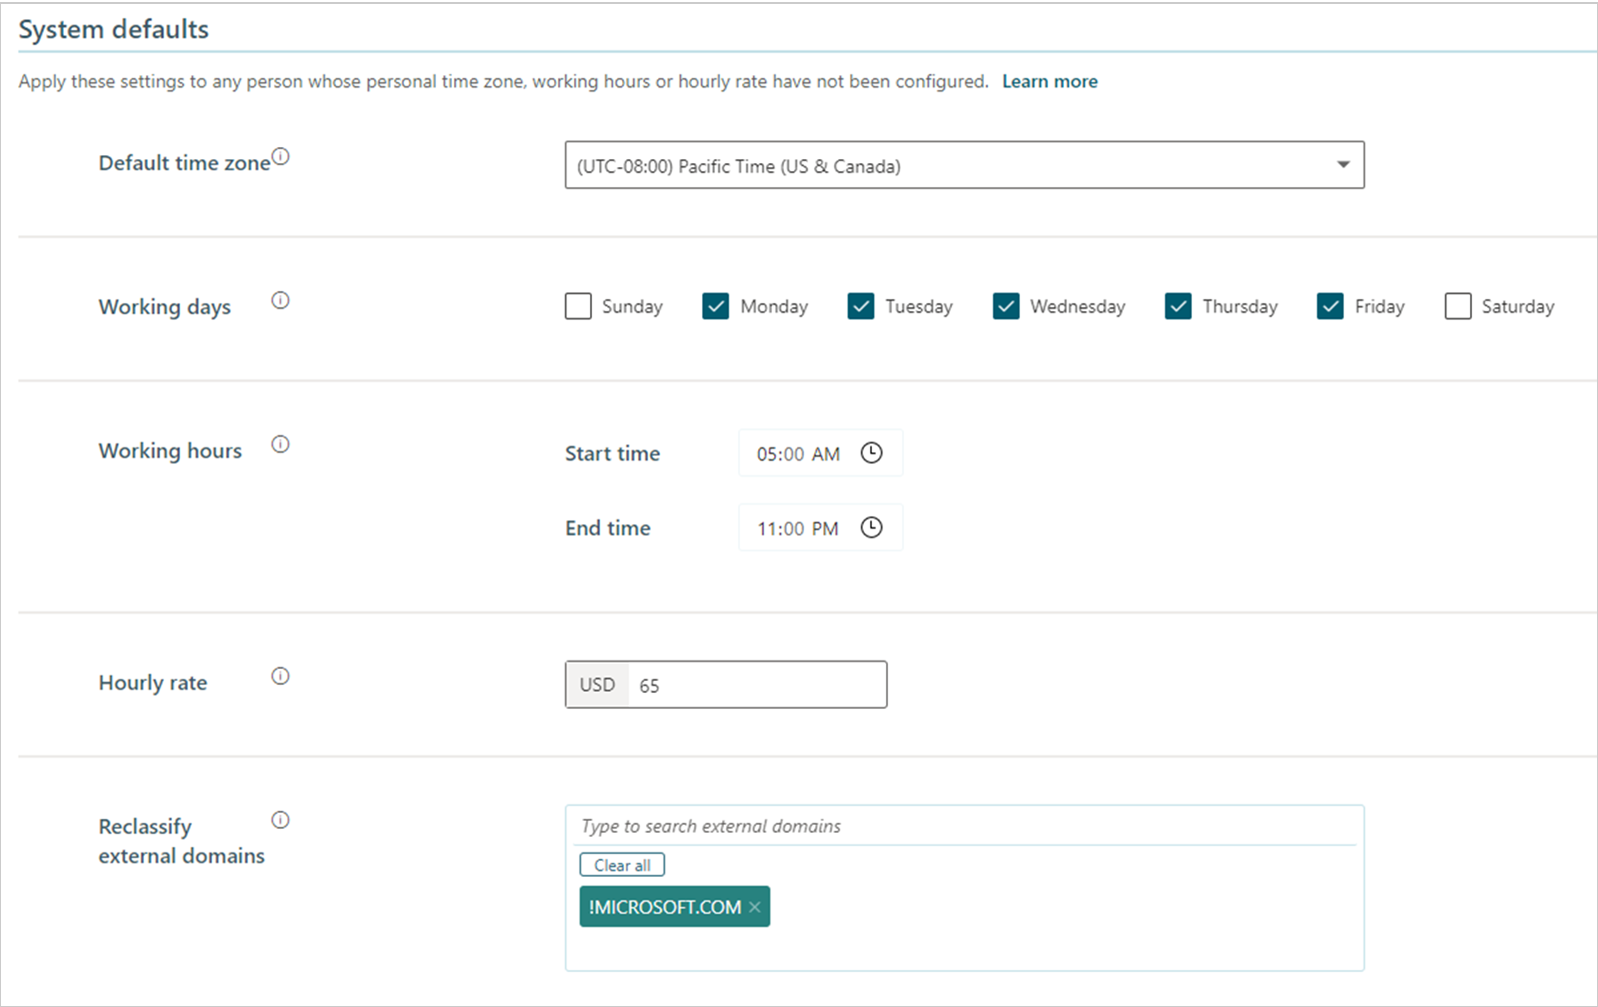 System defaults
Apply these settings to any person whose personal time zone, working hours or hourly rate have not been configured. Learn more
Default time zone (UTC-08:00) Pacific Time (US & Canada)
Working days Sunday Monday Tuesday Wednesday Thursday Friday Saturday
Working hours Start time 05:00 AM
End time 11:00 PM
Hourly rate USD 65
Reclassify
external domains
Type to search external domains
Clear all
!MICROSOFT.COM ×